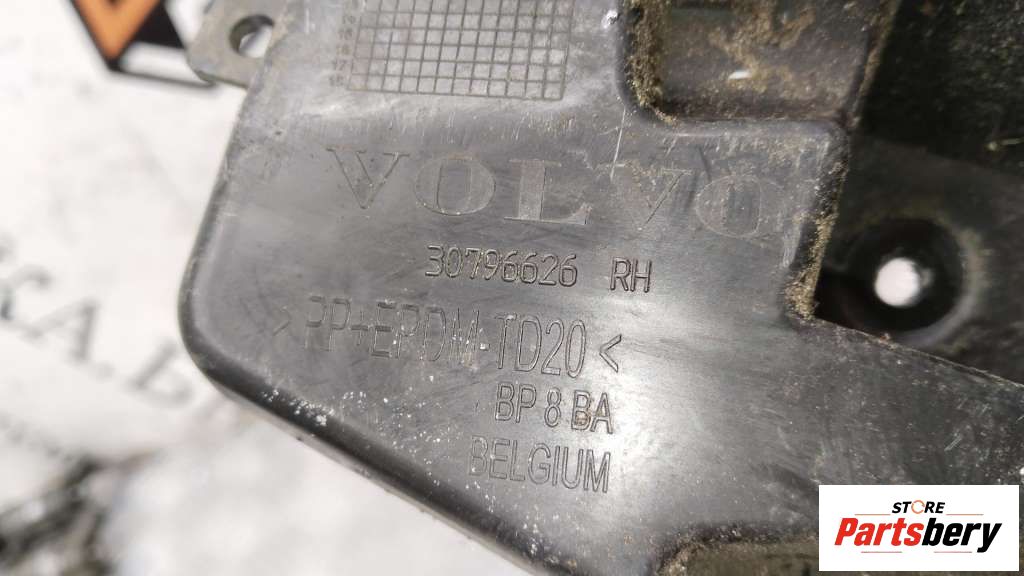 VOLVO
30796626 RH
>PP+EPDM-TD20<
BP 8 BA
BELGIUM
STORE
Partsbery